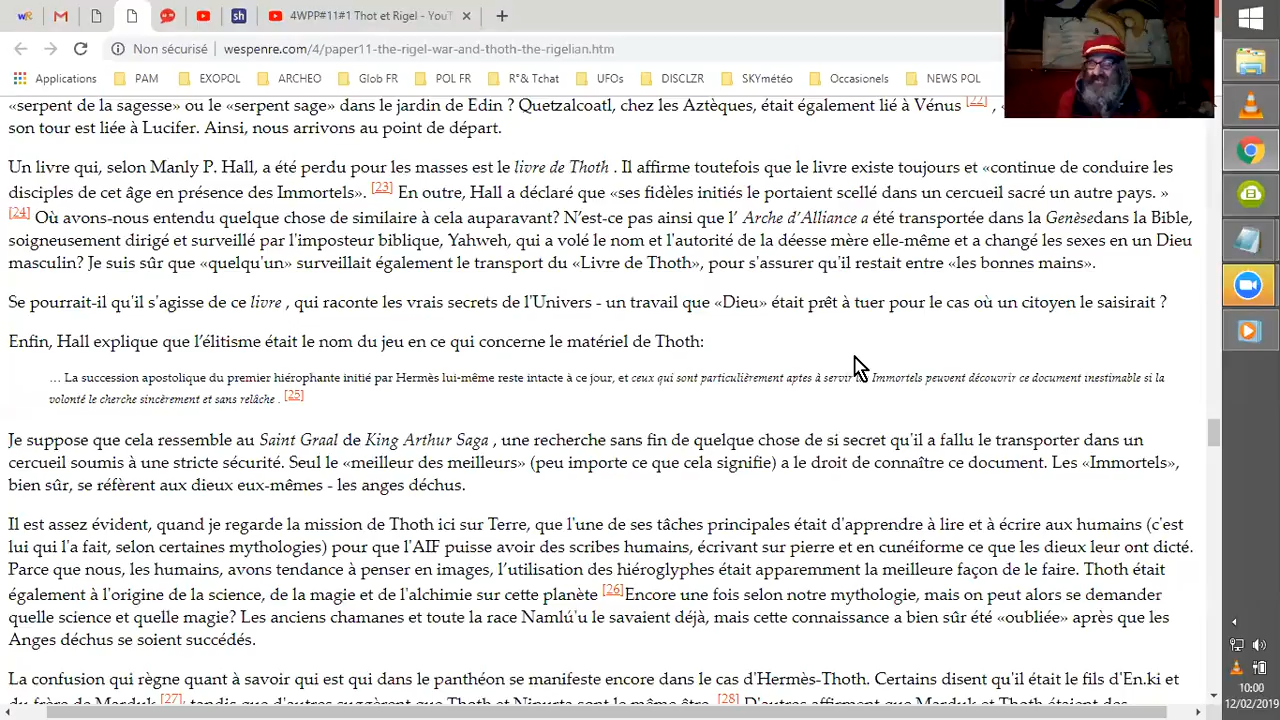 4WPP#11#1 Thot et Rigel - YouT
Non sécurisé | wespenre.com/4/paper11-the-rigel-war-and-thoth-the-rigelian.htm
Applications PAM EXOPOL ARCHEO Glob FR POL FR R°& Tchat UFOs DISCLZR SKYmétéo Occasionels NEWS POL
«serpent de la sagesse» ou le «serpent sage» dans le jardin de Edin ? Quetzalcoatl, chez les Aztèques, était également lié à Vénus [22] , «
son tour est liée à Lucifer. Ainsi, nous arrivons au point de départ.
Un livre qui, selon Manly P. Hall, a été perdu pour les masses est le livre de Thoth . Il affirme toutefois que le livre existe toujours et «continue de conduire les
disciples de cet âge en présence des Immortels». [23] En outre, Hall a déclaré que «ses fidèles initiés le portaient scellé dans un cercueil sacré un autre pays. »
[24] Où avons-nous entendu quelque chose de similaire à cela auparavant? N'est-ce pas ainsi que l' Arche d'Alliance a été transportée dans la Genèsedans la Bible,
soigneusement dirigé et surveillé par l'imposteur biblique, Yahweh, qui a volé le nom et l'autorité de la déesse mère elle-même et a changé les sexes en un Dieu
masculin? Je suis sûr que «quelqu'un» surveillait également le transport du «Livre de Thoth», pour s'assurer qu'il restait entre «les bonnes mains».
Se pourrait-il qu'il s'agisse de ce livre , qui raconte les vrais secrets de l'Univers - un travail que «Dieu» était prêt à tuer pour le cas où un citoyen le saisirait ?
Enfin, Hall explique que l'élitisme était le nom du jeu en ce qui concerne le matériel de Thoth:
... La succession apostolique du premier hiérophante initié par Hermès lui-même reste intacte à ce jour, et ceux qui sont particulièrement aptes à servir Immortels peuvent découvrir ce document inestimable si la
volonté le cherche sincèrement et sans relâche . [25]
Je suppose que cela ressemble au Saint Graal de King Arthur Saga , une recherche sans fin de quelque chose de si secret qu'il a fallu le transporter dans un
cercueil soumis à une stricte sécurité. Seul le «meilleur des meilleurs» (peu importe ce que cela signifie) a le droit de connaître ce document. Les «Immortels»,
bien sûr, se réfèrent aux dieux eux-mêmes - les anges déchus.
Il est assez évident, quand je regarde la mission de Thoth ici sur Terre, que l'une de ses tâches principales était d'apprendre à lire et à écrire aux humains (c'est
lui qui l'a fait, selon certaines mythologies) pour que l'AIF puisse avoir des scribes humains, écrivant sur pierre et en cunéiforme ce que les dieux leur ont dicté.
Parce que nous, les humains, avons tendance à penser en images, l'utilisation des hiéroglyphes était apparemment la meilleure façon de le faire. Thoth était
également à l'origine de la science, de la magie et de l'alchimie sur cette planète [26]Encore une fois selon notre mythologie, mais on peut alors se demander
quelle science et quelle magie? Les anciens chamanes et toute la race Namlú'u le savaient déjà, mais cette connaissance a bien sûr été «oubliée» après que les
Anges déchus se soient succédés.
La confusion qui règne quant à savoir qui est qui dans le panthéon se manifeste encore dans le cas d'Hermès-Thoth. Certains disent qu'il était le fils d'En.ki et
du frère de Marduk [27], tandis que d'autres suggèrent que Thoth et Ninurta sont le même être. [28] D'autres affirment que Marduk et Thoth étaient des
10:00
12/02/2019